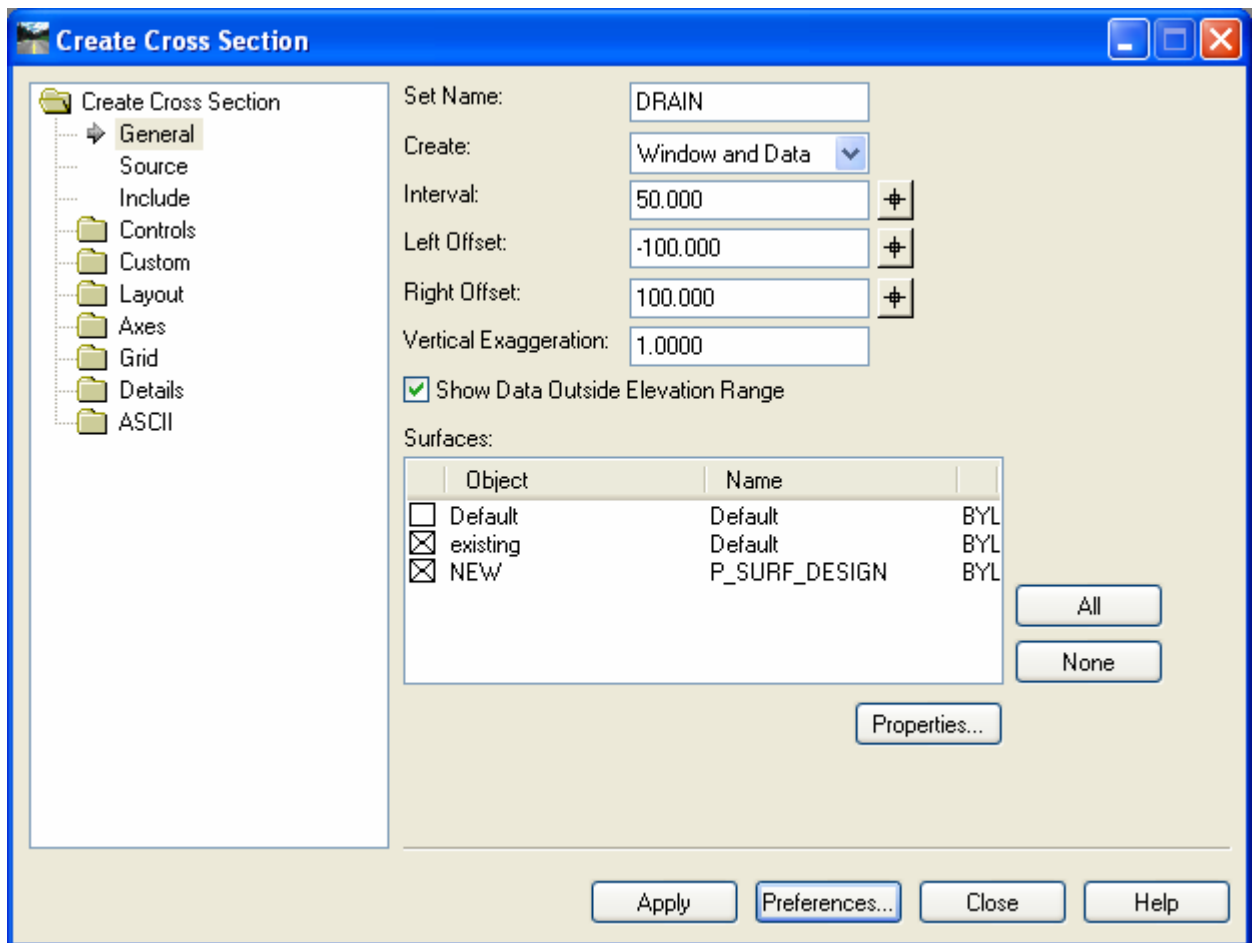 Create Cross Section
Create Cross Section
General
Source
Include
Controls
Custom
Layout
Axes
Grid
Details
ASCII
Set Name: DRAIN
Create: Window and Data
Interval: 50.000
Left Offset: -100.000
Right Offset: 100.000
Vertical Exaggeration: 1.0000
Show Data Outside Elevation Range
Surfaces:
Object Name
Default Default BYL
existing Default BYL
NEW P_SURF_DESIGN BYL
All
None
Properties...
Apply Preferences... Close Help